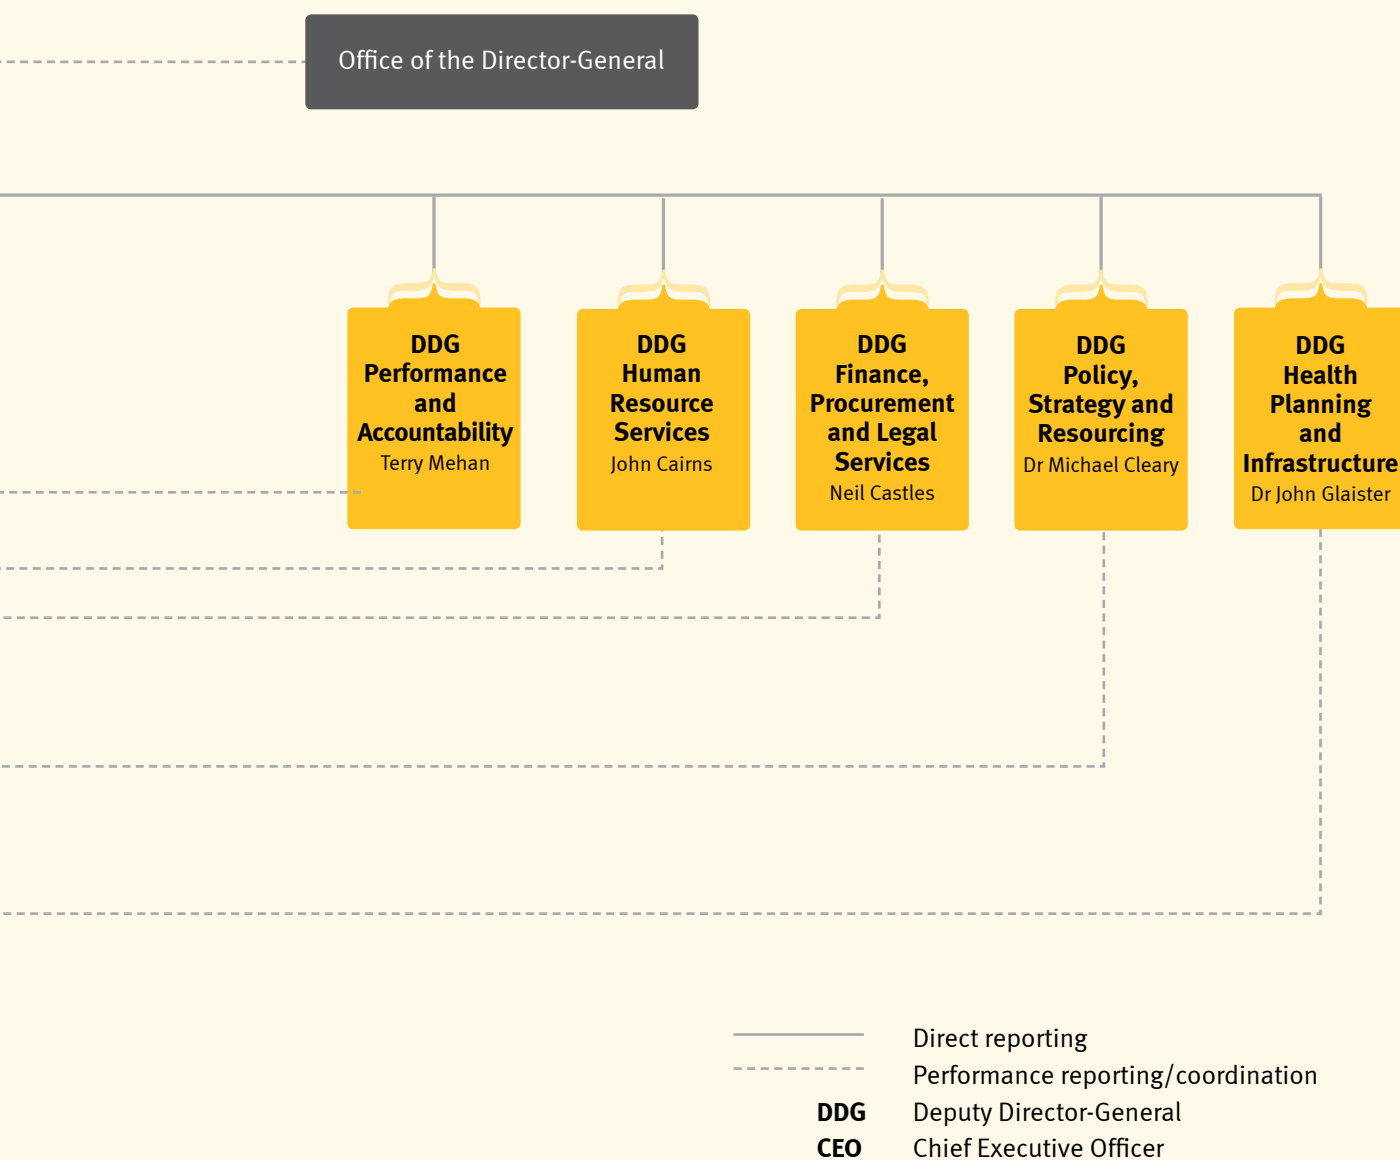 Office of the Director-General
DDG
Performance
and
Accountability
Terry Mehan
DDG
Human
Resource
Services
John Cairns
DDG
Finance,
Procurement
and Legal
Services
Neil Castles
DDG
Policy,
Strategy and
Resourcing
Dr Michael Cleary
DDG
Health
Planning
and
Infrastructure
Dr John Glaister
Direct reporting
Performance reporting/coordination
DDG Deputy Director-General
CEO Chief Executive Officer